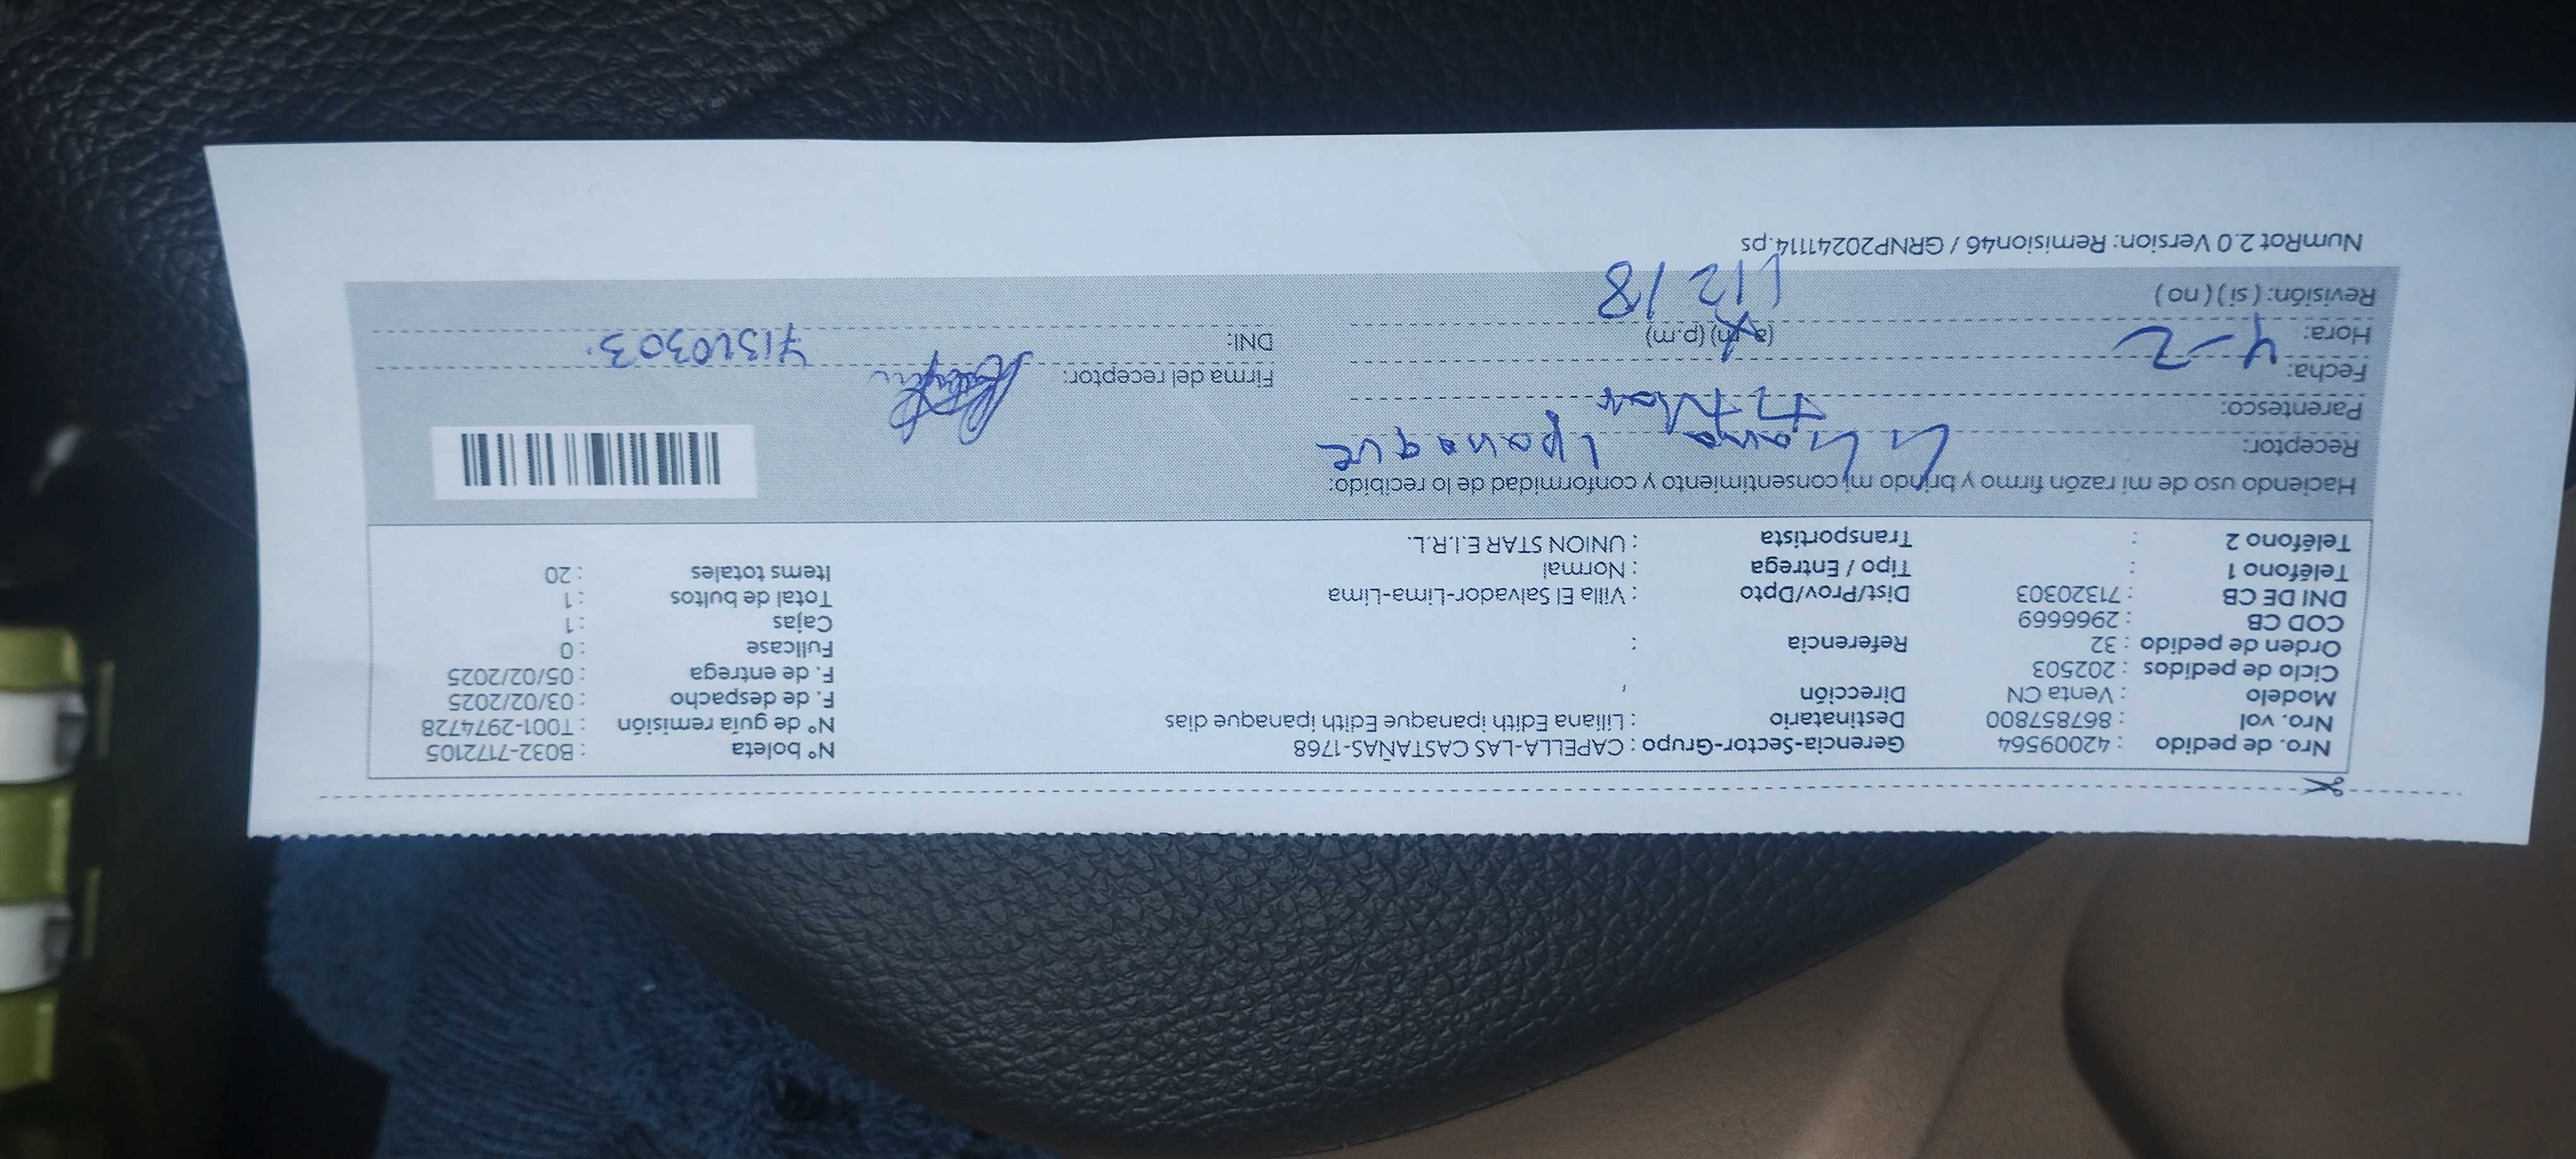 Nro. de pedido : 42009564 Gerencia-Sector-Grupo : CAPELLA-LAS CASTAÑAS-1768 N° boleta : B032-7172105
Nro. vol : 867857800 Destinatario : Liliana Edith ipanaque Edith ipanaque dias N° de guía remisión : T001-2974728
Modelo : Venta CN Dirección , F. de despacho : 03/02/2025
Ciclo de pedidos : 202503 F. de entrega : 05/02/2025
Orden de pedido : 32 Referencia : Fullcase : 0
COD CB : 2966669 Cajas : 1
DNI DE CB : 71320303 Dist/Prov/Dpto : Villa El Salvador-Lima-Lima Total de bultos : 1
Teléfono 1 : Tipo / Entrega : Normal Items totales : 20
Teléfono 2 : Transportista : UNION STAR E.I.R.L.
Haciendo uso de mi razón firmo y brindo mi consentimiento y conformidad de lo recibido:
Receptor: Liliana Ipanaque
Parentesco: titular
Fecha: 4-2 Firma del receptor:
Hora: (a.m) (p.m) DNI: 71320303
Revisión: ( si ) ( no )
NumRot 2.0 Version: Remision46 / GRNP20241114.ps